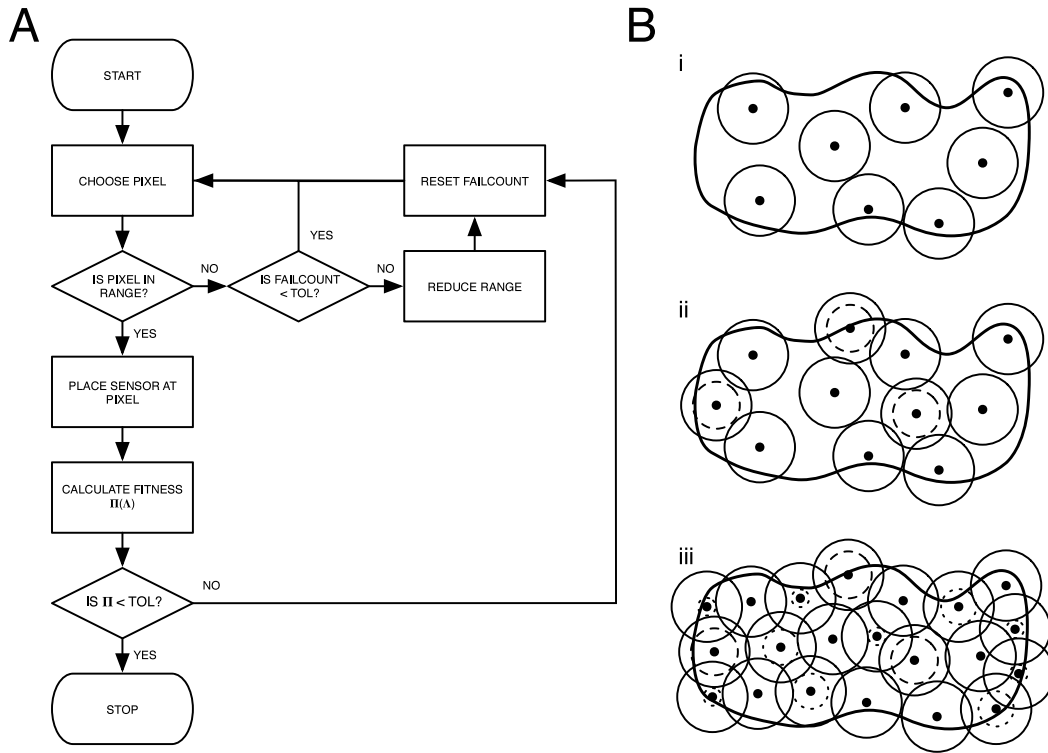 A
START
CHOOSE PIXEL
RESET FAILCOUNT
YES
IS PIXEL IN
RANGE?
NO
IS FAILCOUNT
< TOL?
NO
REDUCE RANGE
YES
PLACE SENSOR AT
PIXEL
CALCULATE FITNESS
Π(Λ)
IS Π < TOL?
NO
YES
STOP
B
i
ii
iii